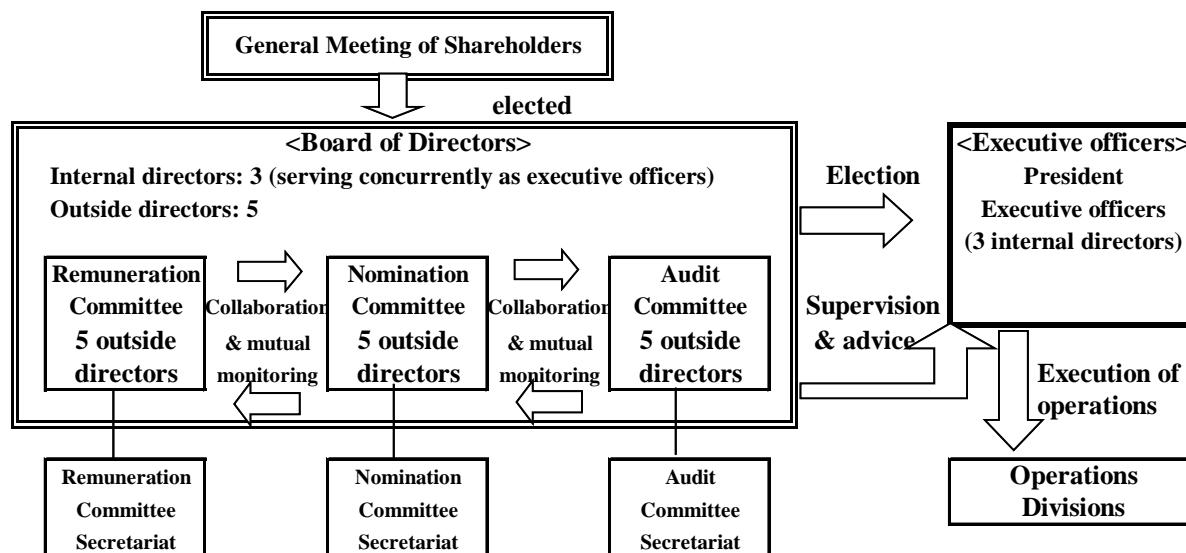 General Meeting of Shareholders
elected
<Board of Directors>
Internal directors: 3 (serving concurrently as executive officers)
Outside directors: 5
Remuneration
Committee
5 outside
directors
Collaboration
& mutual
monitoring
Nomination
Committee
5 outside
directors
Collaboration
& mutual
monitoring
Audit
Committee
5 outside
directors
Election
Supervision
& advice
<Executive officers>
President
Executive officers
(3 internal directors)
Execution of
operations
Operations
Divisions
Remuneration
Committee
Secretariat
Nomination
Committee
Secretariat
Audit
Committee
Secretariat